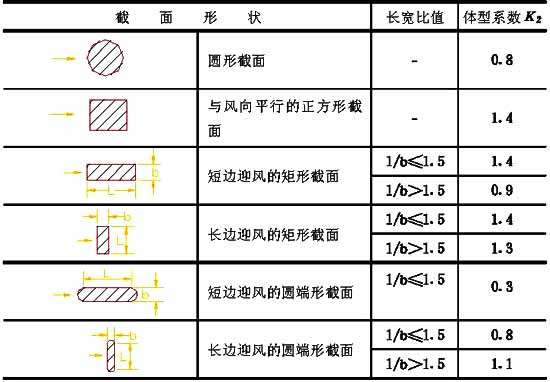 截 面 形 状 长宽比值 体型系数 K2
圆形截面 - 0.8
与风向平行的正方形截
面 - 1.4
b
短边迎风的矩形截面 1/b≤1.5 1.4
L
1/b>1.5 0.9
b
L
长边迎风的矩形截面 1/b≤1.5 1.4
1/b>1.5 1.3
L
b
短边迎风的圆端形截面 1/b≤1.5 0.3
b
L
长边迎风的圆端形截面 1/b≤1.5 0.8
1/b>1.5 1.1